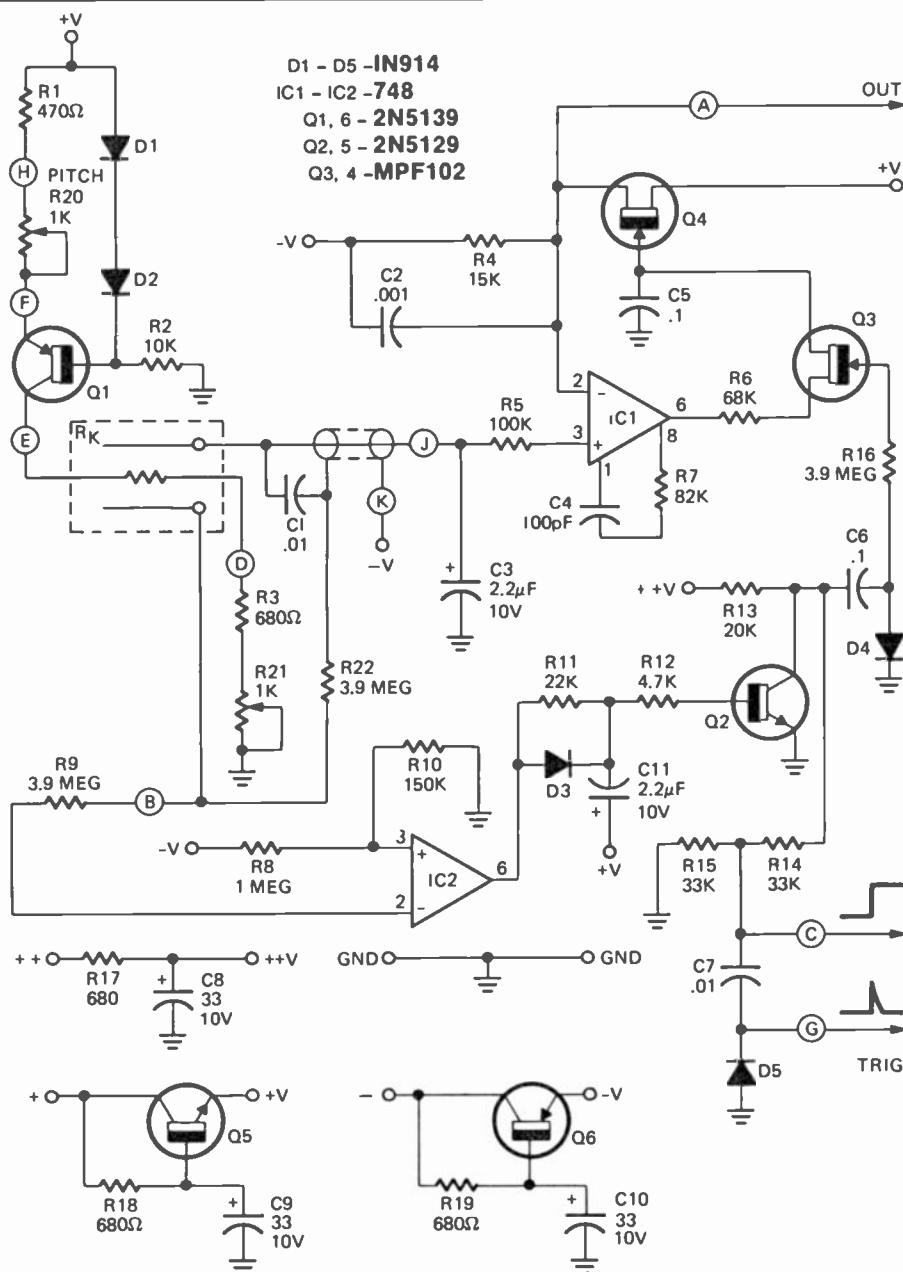 +V
R1
470Ω
D1
H
PITCH
R20
1K
D2
F
R2
10K
Q1
E
D1 - D5 -IN914
IC1 - IC2 -748
Q1, 6 - 2N5139
Q2, 5 - 2N5129
Q3, 4 -MPF102
OUT
A
+V
Q4
-V
R4
15K
C2
.001
C5
.1
Q3
RK
R5
100K
J
2
-
IC1
3
+
6
8
1
R6
68K
R7
82K
C4
100pF
R16
3.9 MEG
C1
.01
K
-V
D
C3
2.2µF
10V
C6
.1
R3
680Ω
++V
R13
20K
D4
R21
1K
R22
3.9 MEG
R11
22K
R12
4.7K
Q2
R9
3.9 MEG
B
R10
150K
D3
C11
2.2µF
10V
+
+V
-V
R8
1 MEG
3
+
IC2
6
2
-
R15
33K
R14
33K
C
++
R17
680
++V
+
C8
33
10V
GND
GND
C7
.01
G
TRIG
D5
+
+V
Q5
R18
680Ω
+
C9
33
10V
-
-V
Q6
R19
680Ω
+
C10
33
10V